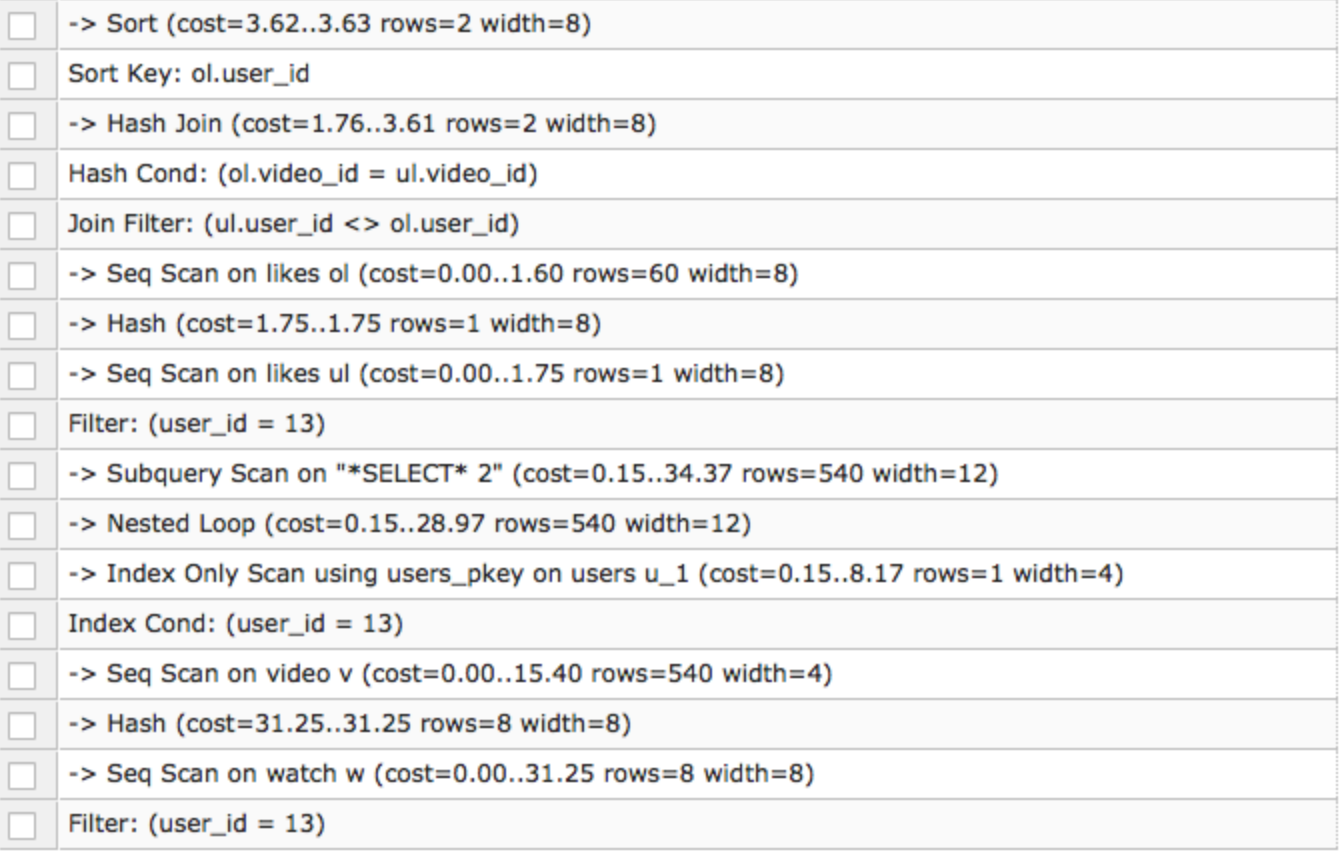 -> Sort (cost=3.62..3.63 rows=2 width=8)
Sort Key: ol.user_id
-> Hash Join (cost=1.76..3.61 rows=2 width=8)
Hash Cond: (ol.video_id = ul.video_id)
Join Filter: (ul.user_id <> ol.user_id)
-> Seq Scan on likes ol (cost=0.00..1.60 rows=60 width=8)
-> Hash (cost=1.75..1.75 rows=1 width=8)
-> Seq Scan on likes ul (cost=0.00..1.75 rows=1 width=8)
Filter: (user_id = 13)
-> Subquery Scan on "*SELECT* 2" (cost=0.15..34.37 rows=540 width=12)
-> Nested Loop (cost=0.15..28.97 rows=540 width=12)
-> Index Only Scan using users_pkey on users u_1 (cost=0.15..8.17 rows=1 width=4)
Index Cond: (user_id = 13)
-> Seq Scan on video v (cost=0.00..15.40 rows=540 width=4)
-> Hash (cost=31.25..31.25 rows=8 width=8)
-> Seq Scan on watch w (cost=0.00..31.25 rows=8 width=8)
Filter: (user_id = 13)